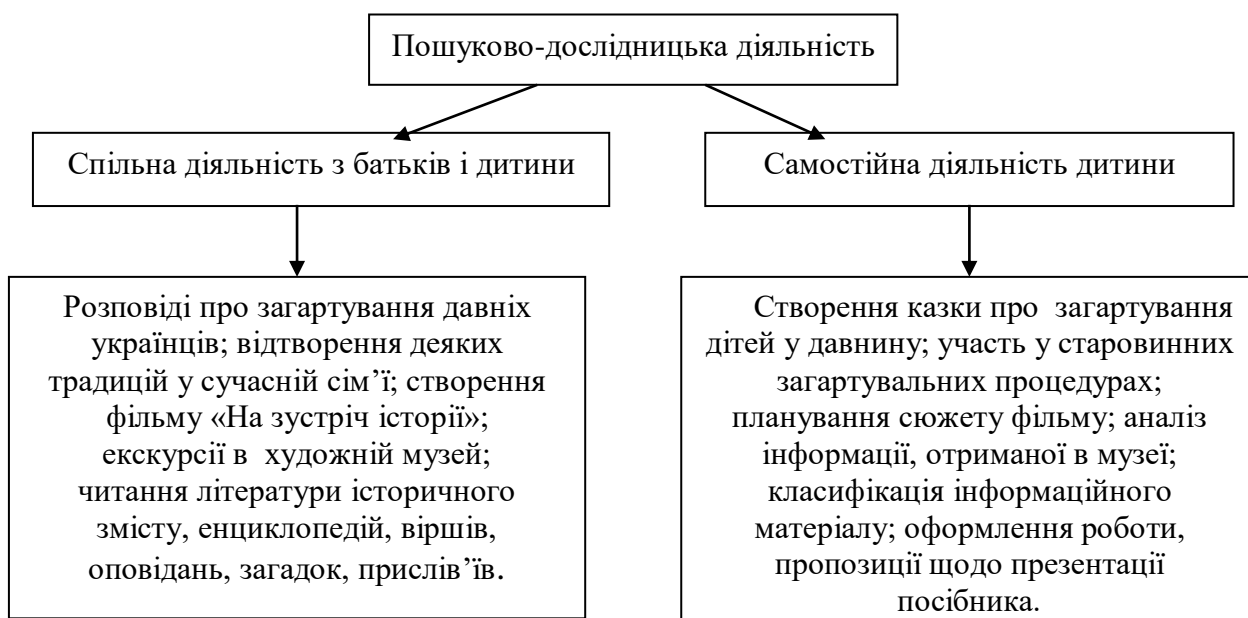 Пошуково-дослідницька діяльність
Спільна діяльність з батьків і дитини
Самостійна діяльність дитини
Розповіді про загартування давніх
українців; відтворення деяких
традицій у сучасній сім’ї; створення
фільму «На зустріч історії»;
екскурсії в художній музей;
читання літератури історичного
змісту, енциклопедій, віршів,
оповідань, загадок, прислів’їв.
Створення казки про загартування
дітей у давнину; участь у старовинних
загартувальних процедурах;
планування сюжету фільму; аналіз
інформації, отриманої в музеї;
класифікація інформаційного
матеріалу; оформлення роботи,
пропозиції щодо презентації
посібника.